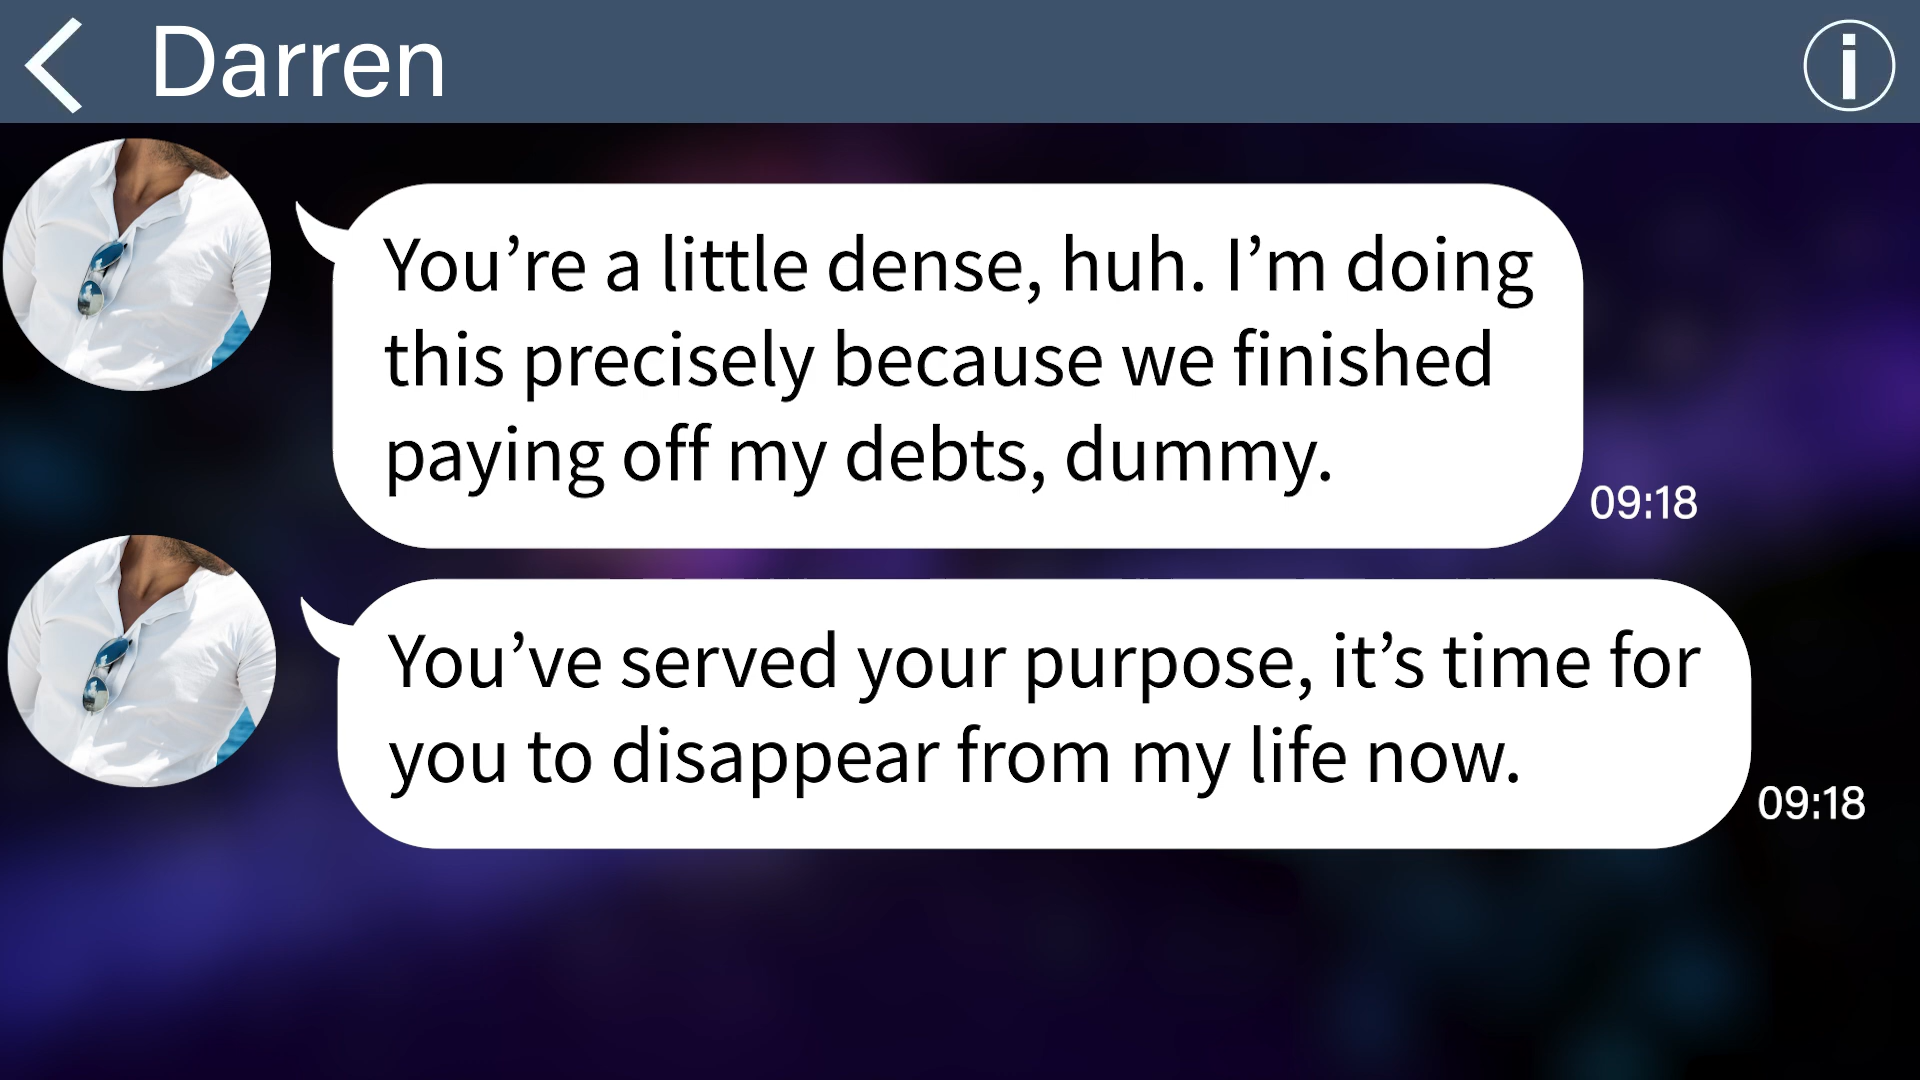 Darren
You’re a little dense, huh. I’m doing
this precisely because we finished
paying off my debts, dummy.
09:18
You’ve served your purpose, it’s time for
you to disappear from my life now.
09:18